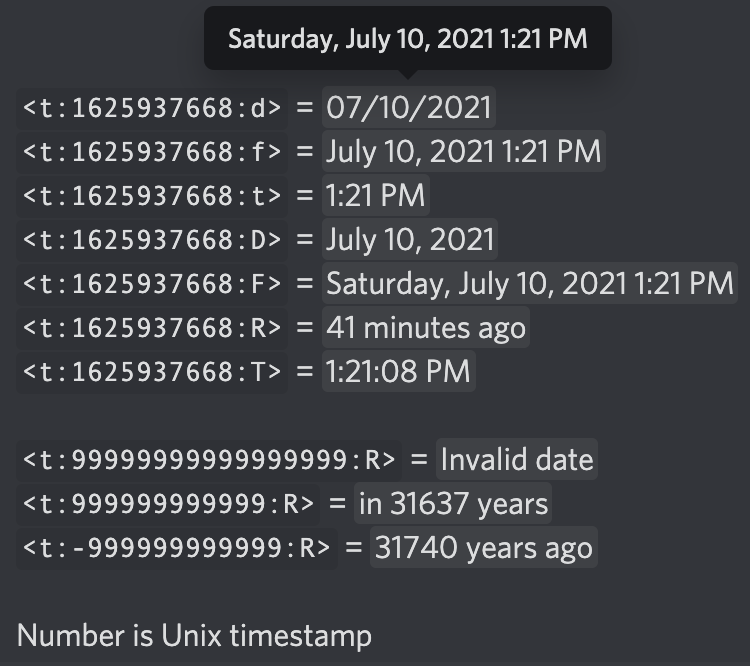 Saturday, July 10, 2021 1:21 PM
<t:1625937668:d> = 07/10/2021
<t:1625937668:f> = July 10, 2021 1:21 PM
<t:1625937668:t> = 1:21 PM
<t:1625937668:D> = July 10, 2021
<t:1625937668:F> = Saturday, July 10, 2021 1:21 PM
<t:1625937668:R> = 41 minutes ago
<t:1625937668:T> = 1:21:08 PM
<t:99999999999999999:R> = Invalid date
<t:999999999999:R> = in 31637 years
<t:-999999999999:R> = 31740 years ago
Number is Unix timestamp